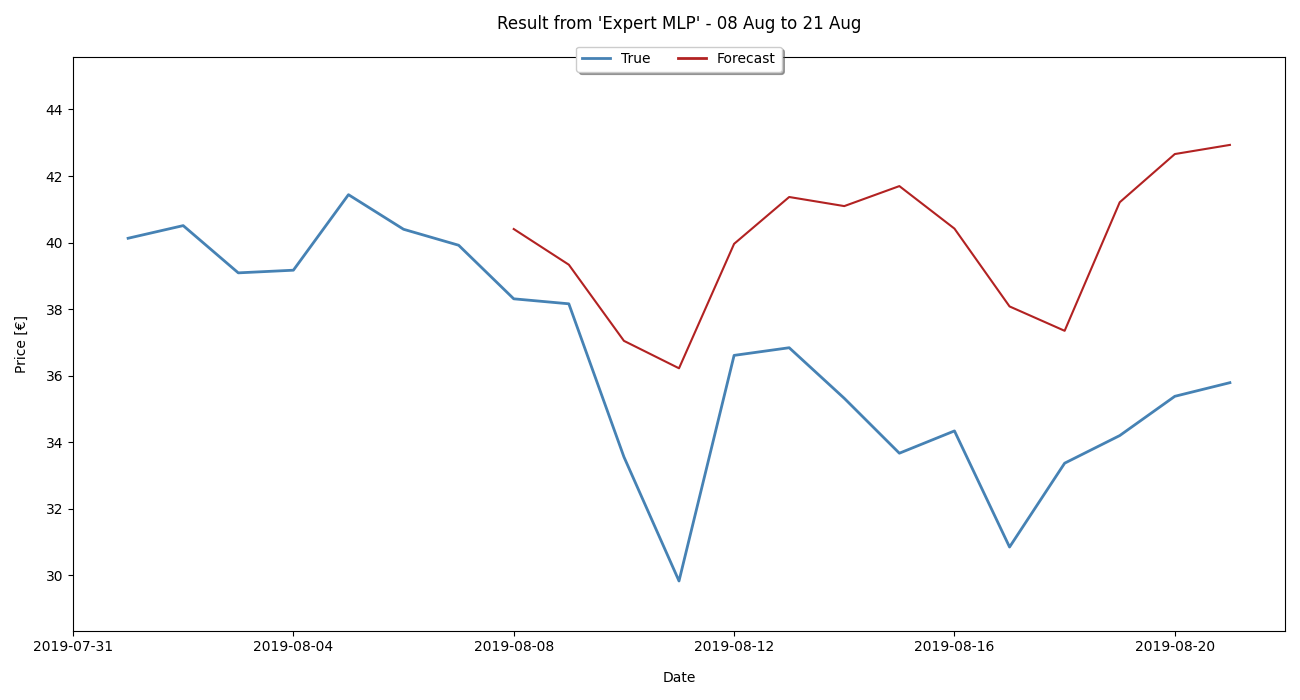 Result from 'Expert MLP' - 08 Aug to 21 Aug
True Forecast
44
42
40
38
36
34
32
30
Price [€]
2019-07-31 2019-08-04 2019-08-08 2019-08-12 2019-08-16 2019-08-20
Date